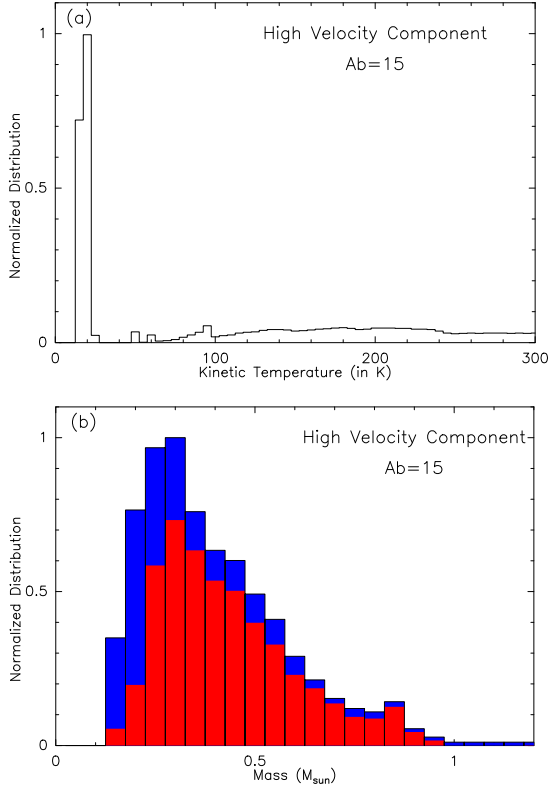 (a)
High Velocity Component
Ab=15
1
0.5
0
Normalized Distribution
0 100 200 300
Kinetic Temperature (in K)
(b)
High Velocity Component
Ab=15
1
0.5
0
Normalized Distribution
0 0.5 1
Mass (Msun)